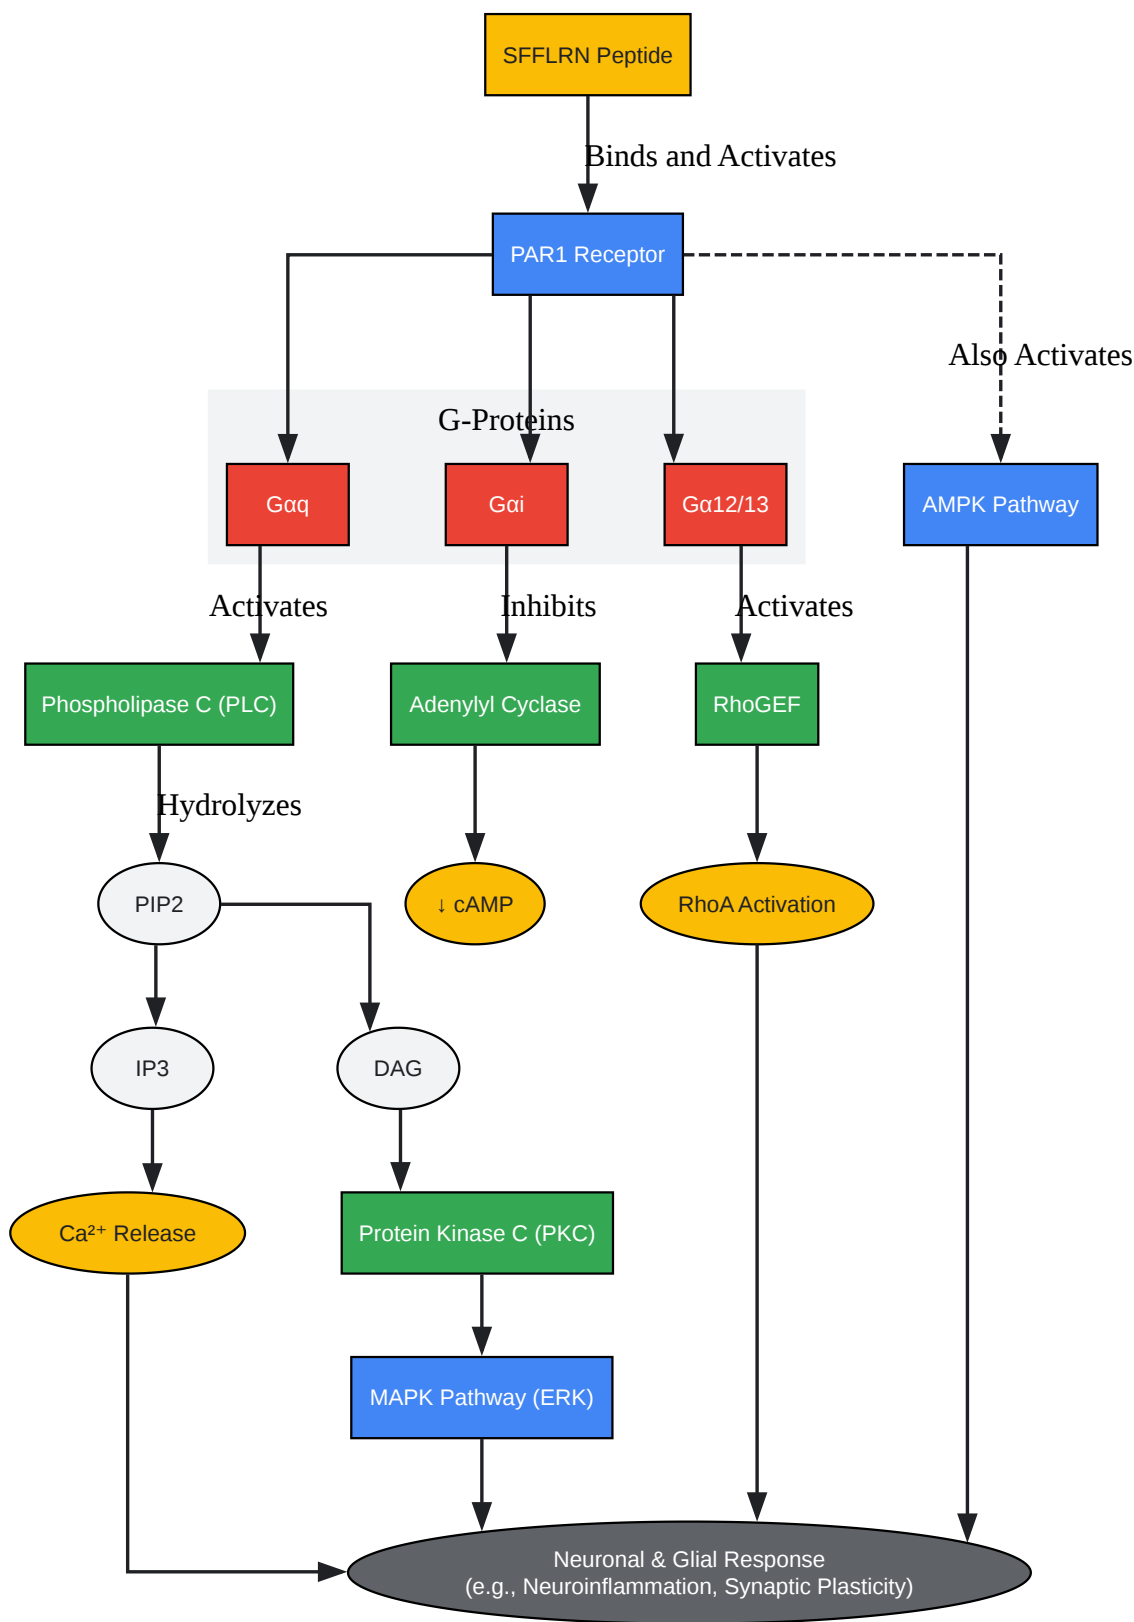 SFFLRN Peptide
Binds and Activates
PAR1 Receptor
Also Activates
G-Proteins
Gαq
Gαi
Gα12/13
AMPK Pathway
Activates
Inhibits
Activates
Phospholipase C (PLC)
Adenylyl Cyclase
RhoGEF
Hydrolyzes
PIP2
↓ cAMP
RhoA Activation
IP3
DAG
Ca²⁺ Release
Protein Kinase C (PKC)
MAPK Pathway (ERK)
Neuronal & Glial Response
(e.g., Neuroinflammation, Synaptic Plasticity)